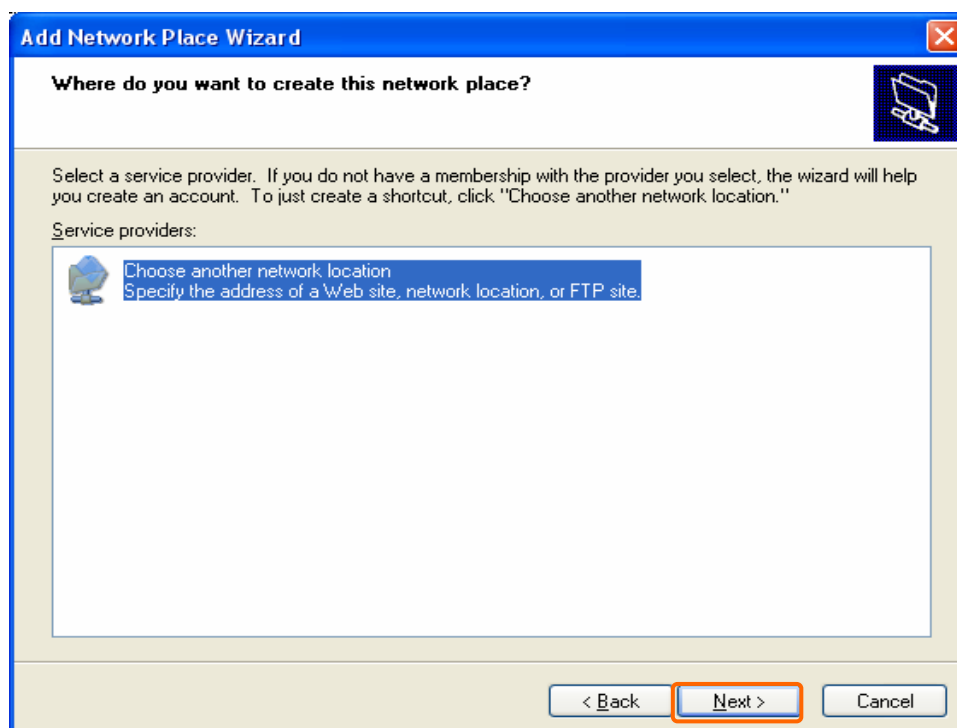 Add Network Place Wizard
Where do you want to create this network place?
Select a service provider.  If you do not have a membership with the provider you select, the wizard will help
you create an account.  To just create a shortcut, click "Choose another network location."
Service providers:
Choose another network location
Specify the address of a Web site, network location, or FTP site.
< Back
Next >
Cancel